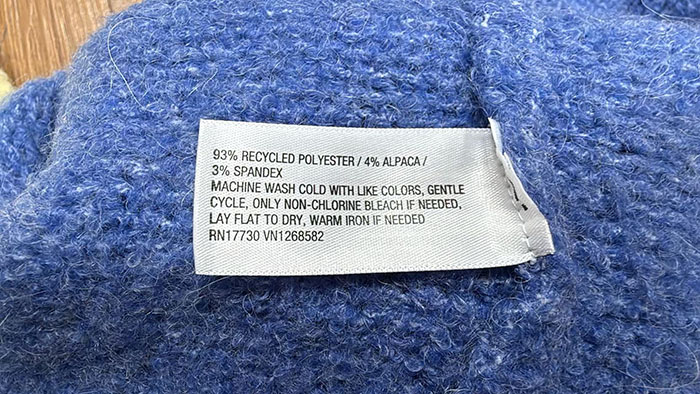 93% RECYCLED POLYESTER / 4% ALPACA /
3% SPANDEX
MACHINE WASH COLD WITH LIKE COLORS, GENTLE
CYCLE, ONLY NON-CHLORINE BLEACH IF NEEDED,
LAY FLAT TO DRY, WARM IRON IF NEEDED
RN17730 VN1268582